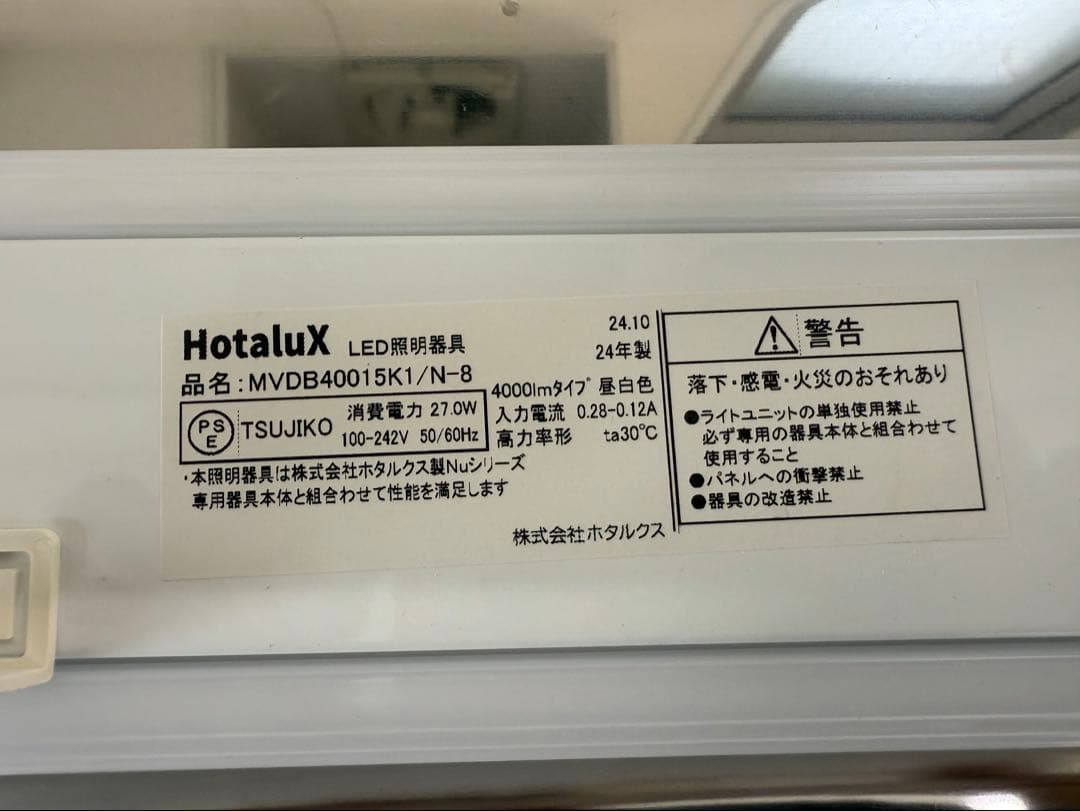 HotaluX LED照明器具
24.10
24年製
品名:MVDB40015K1/N-8
4000lmタイプ 昼白色
PS
E
TSUJIKO
消費電力 27.0W
100-242V 50/60Hz
入力電流 0.28-0.12A
高力率形 ta30℃
・本照明器具は株式会社ホタルクス製Nuシリーズ
専用器具本体と組合わせて性能を満足します
株式会社ホタルクス
警告
落下・感電・火災のおそれあり
●ライトユニットの単独使用禁止
必ず専用の器具本体と組合わせて
使用すること
●パネルへの衝撃禁止
●器具の改造禁止